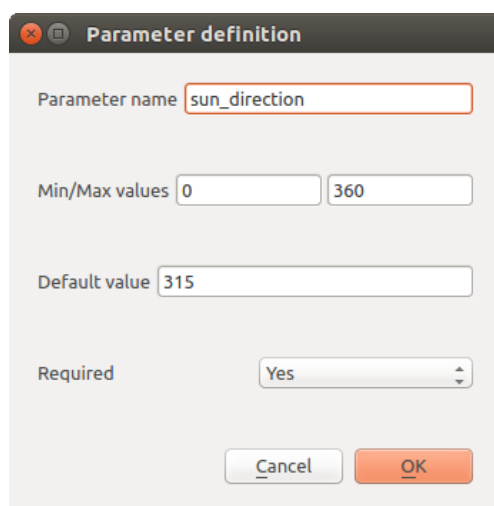 Parameter definition
Parameter name sun_direction
Min/Max values 0 360
Default value 315
Required Yes
Cancel OK